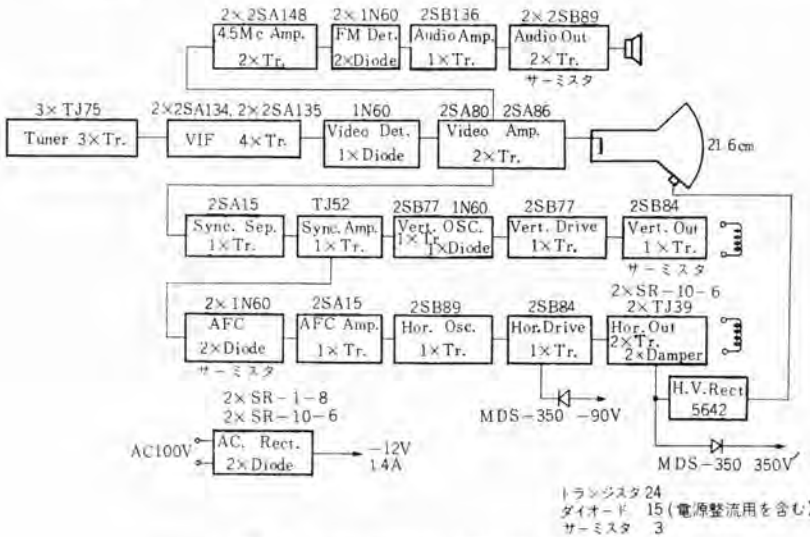 2×2SA148
4.5Mc Amp.
2×Tr.
2×1N60
FM Det.
2×Diode
2SB136
Audio Amp.
1×Tr.
2×2SB89
Audio Out
2×Tr.
サーミスタ
3×TJ75
Tuner 3×Tr.
2×2SA134, 2×2SA135
VIF 4×Tr.
1N60
Video Det.
1×Diode
2SA80 2SA86
Video Amp.
2×Tr.
21.6cm
2SA15
Sync. Sep.
1×Tr.
TJ52
Sync. Amp.
1×Tr.
2SB77 1N60
Vert. OSC.
1×Tr.
1×Diode
2SB77
Vert. Drive
1×Tr.
2SB84
Vert. Out
1×Tr.
サーミスタ
2×1N60
AFC
2×Diode
サーミスタ
2SA15
AFC Amp.
1×Tr.
2SB89
Hor. Osc.
1×Tr.
2SB84
Hor.Drive
1×Tr.
2×SR-10-6
2×TJ39
Hor.Out
2×Tr.
2×Damper
H.V.Rect
5642
MDS-350 -90V
MDS-350 350V
2×SR-1-8
2×SR-10-6
AC100V
AC. Rect.
2×Diode
-12V
1.4A
トランジスタ 24
ダイオード 15 (電源整流用を含む)
サーミスタ 3